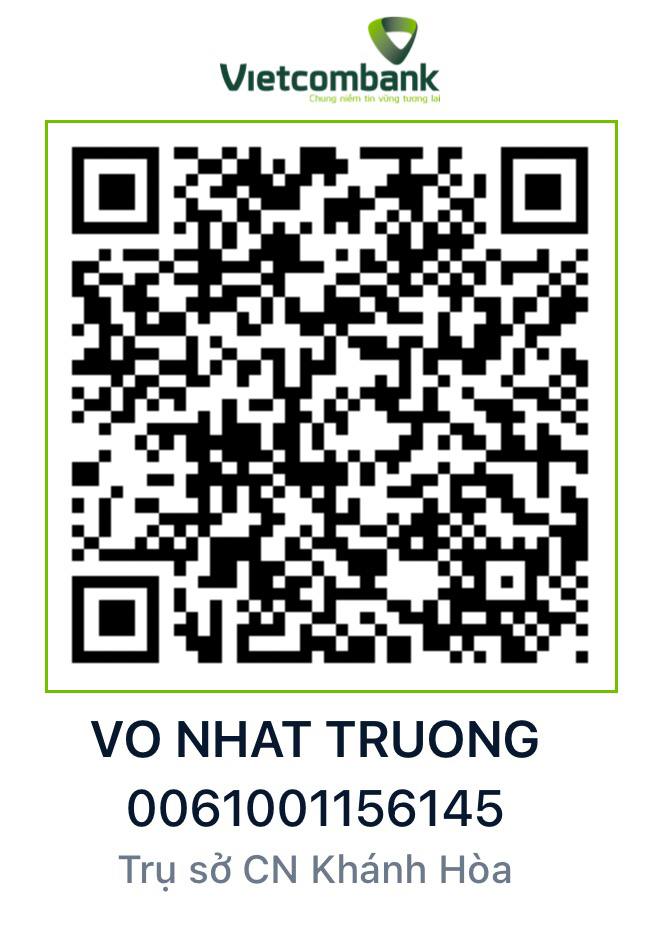 Vietcombank
Chung niềm tin vững tương lai
VO NHAT TRUONG
0061001156145
Trụ sở CN Khánh Hòa